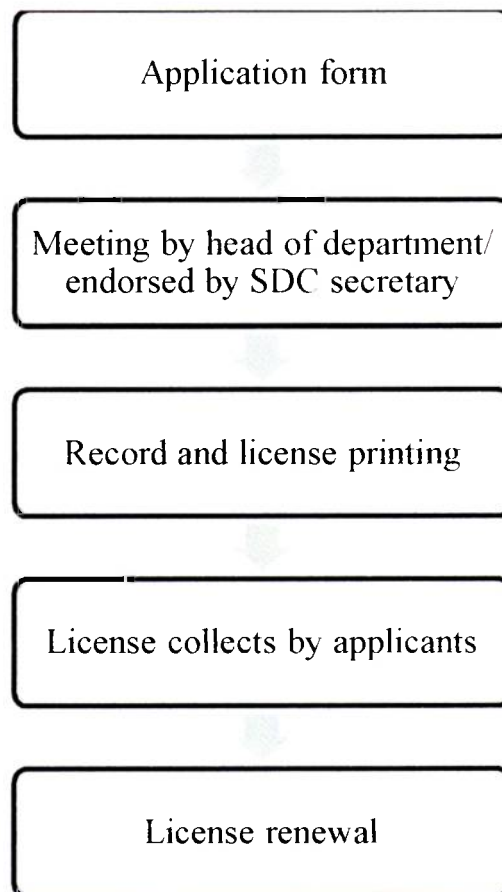 Application form
Meeting by head of department/
endorsed by SDC secretary
Record and license printing
License collects by applicants
License renewal